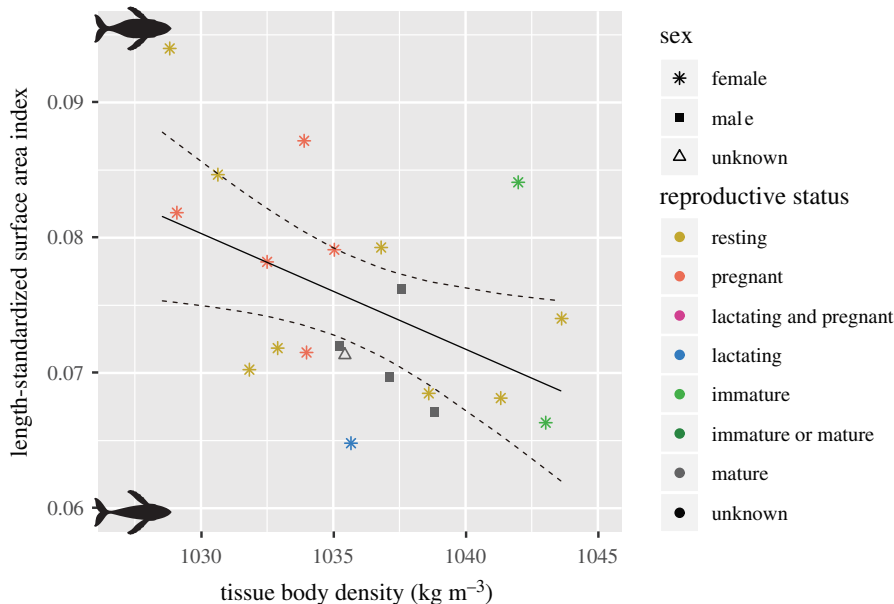 length-standardized surface area index
0.09
0.08
0.07
0.06
1030
1035
1040
1045
tissue body density (kg m⁻³)
sex
female
male
unknown
reproductive status
resting
pregnant
lactating and pregnant
lactating
immature
immature or mature
mature
unknown